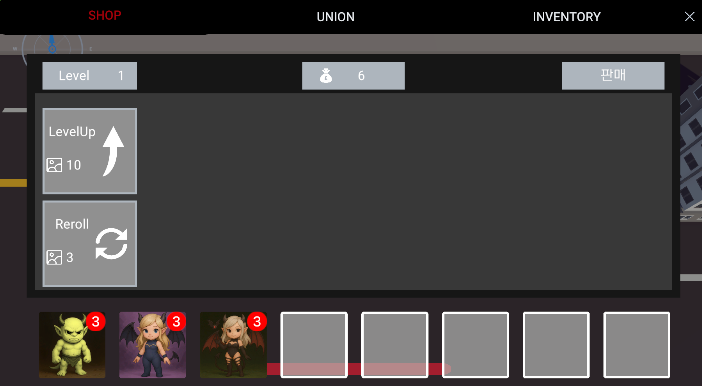 SHOP UNION INVENTORY
Level 1 6 판매
LevelUp
10
Reroll
3
3 3 3